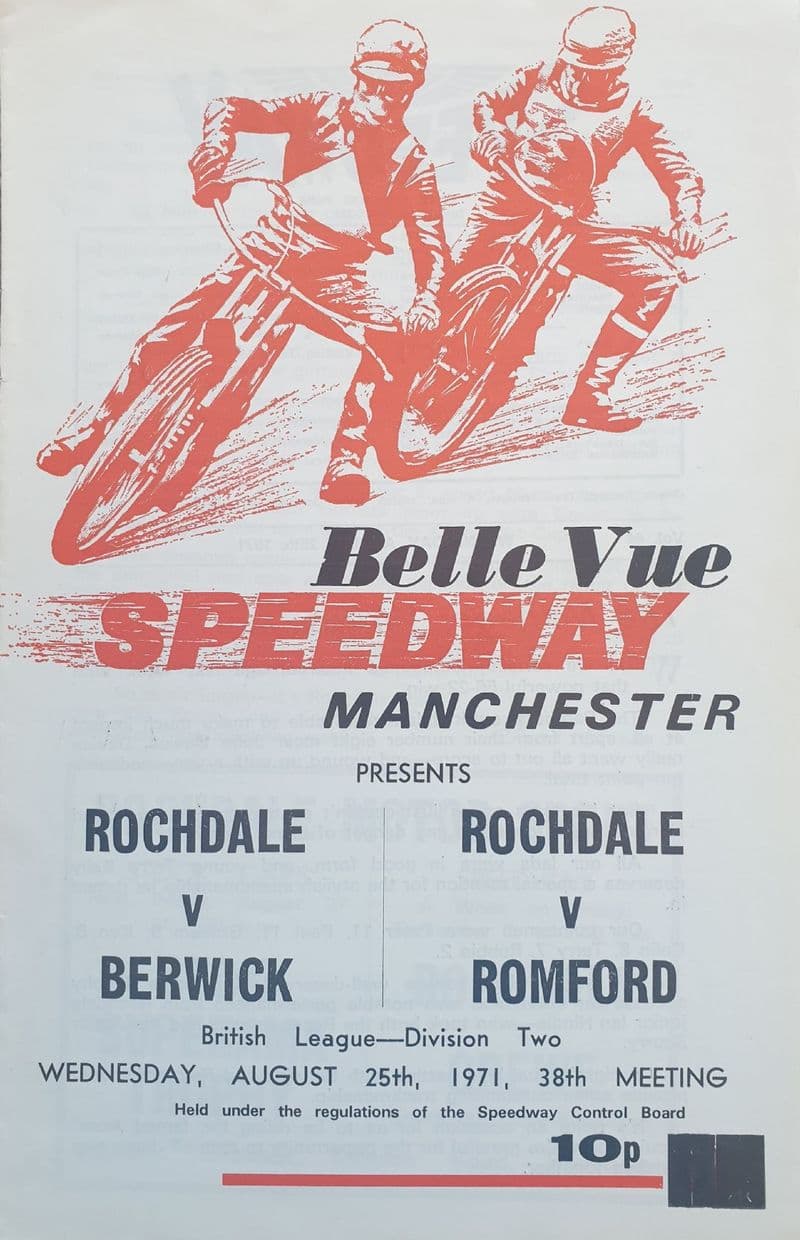 Belle Vue
SPEEDWAY
MANCHESTER
PRESENTS
ROCHDALE
V
BERWICK
ROCHDALE
V
ROMFORD
British League—Division Two
WEDNESDAY, AUGUST 25th, 1971, 38th MEETING
Held under the regulations of the Speedway Control Board
10p